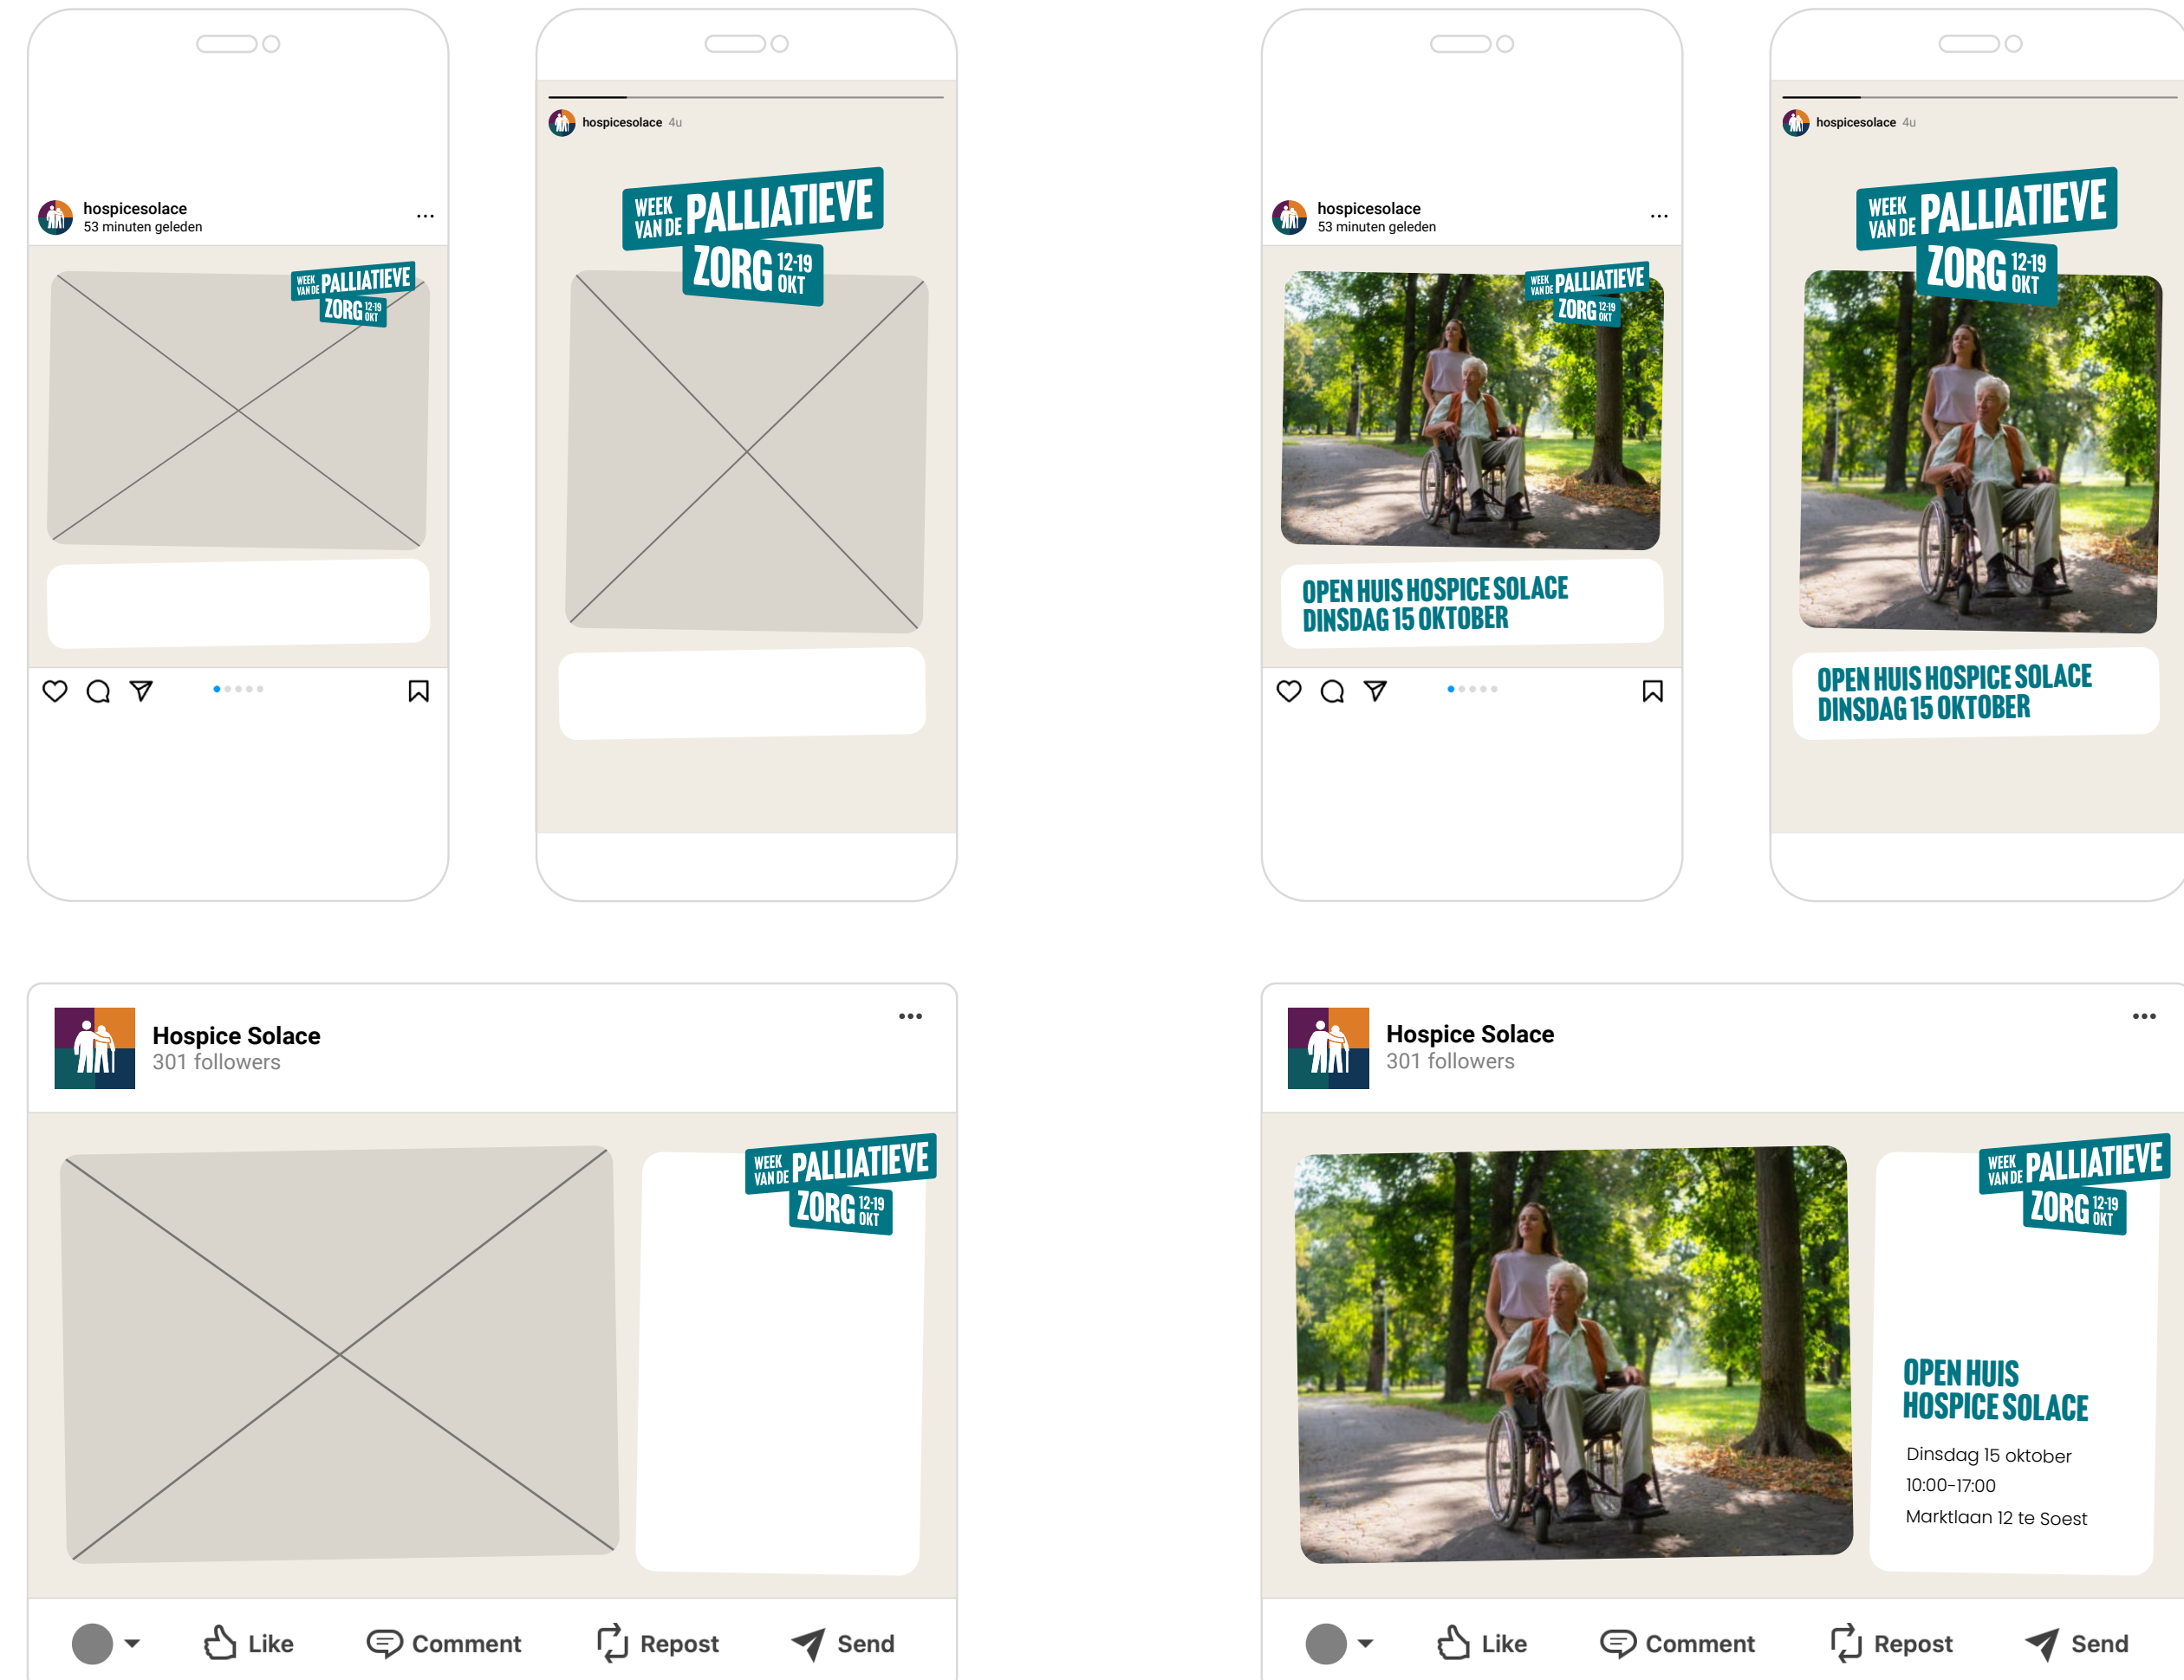 hospicesolace
53 minuten geleden
WEEK
VAN DE PALLIATIEVE
ZORG 12-19
OKT
hospicesolace 4u
WEEK
VAN DE PALLIATIEVE
ZORG 12-19
OKT
hospicesolace
53 minuten geleden
WEEK
VAN DE PALLIATIEVE
ZORG 12-19
OKT
OPEN HUIS HOSPICE SOLACE
DINSDAG 15 OKTOBER
hospicesolace 4u
WEEK
VAN DE PALLIATIEVE
ZORG 12-19
OKT
OPEN HUIS HOSPICE SOLACE
DINSDAG 15 OKTOBER
Hospice Solace
301 followers
WEEK
VAN DE PALLIATIEVE
ZORG 12-19
OKT
Like Comment Repost Send
Hospice Solace
301 followers
WEEK
VAN DE PALLIATIEVE
ZORG 12-19
OKT
OPEN HUIS
HOSPICE SOLACE
Dinsdag 15 oktober
10:00-17:00
Marktlaan 12 te Soest
Like Comment Repost Send